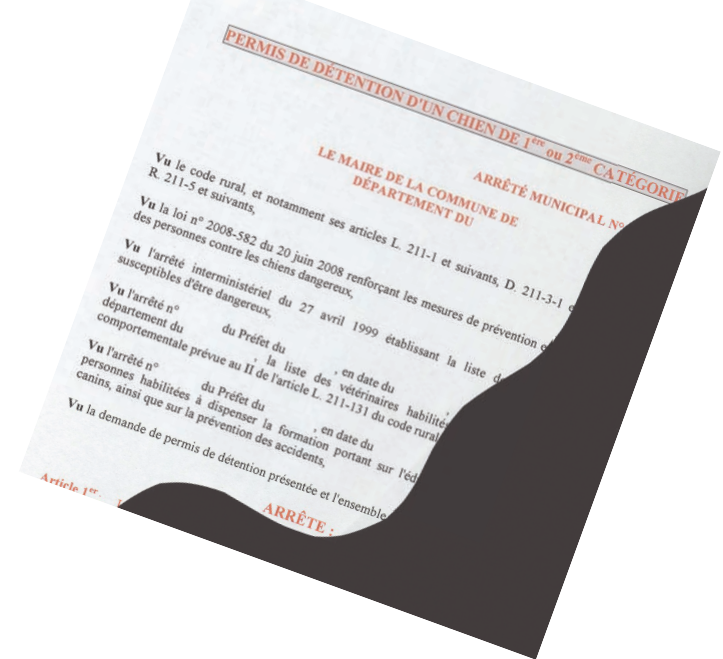 PERMIS DE DÉTENTION D'UN CHIEN DE 1ère ou 2ème CATÉGORIE
ARRÊTÉ MUNICIPAL N°
LE MAIRE DE LA COMMUNE DE
DÉPARTEMENT DU
Vu le code rural, et notamment ses articles L. 211-1 et suivants, D. 211-3-1
R. 211-5 et suivants,
Vu la loi n° 2008-582 du 20 juin 2008 renforçant les mesures de prévention
des personnes contre les chiens dangereux,
Vu l'arrêté interministériel du 27 avril 1999 établissant la liste
susceptibles d'être dangereux,
Vu l'arrêté n° du Préfet du , en date du
département du , la liste des vétérinaires
comportementale prévue au II de l'article L. 211-131 du code rural
Vu l'arrêté n° du Préfet du , en date du
personnes habilitées à dispenser la formation portant sur
canins, ainsi que sur la prévention des accidents,
Vu la demande de permis de détention présentée et l'ensemble
ARRÊTE :
Article 1er: